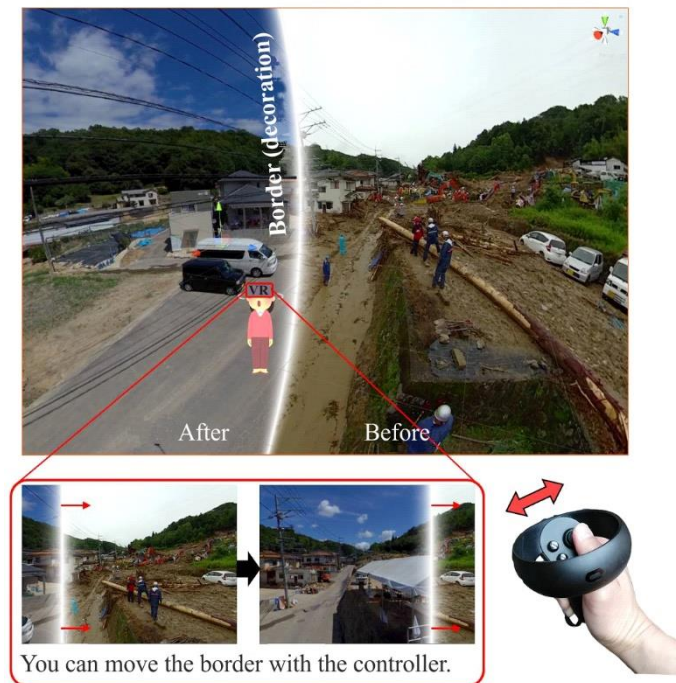 Border (decoration)
VR
After
Before
You can move the border with the controller.